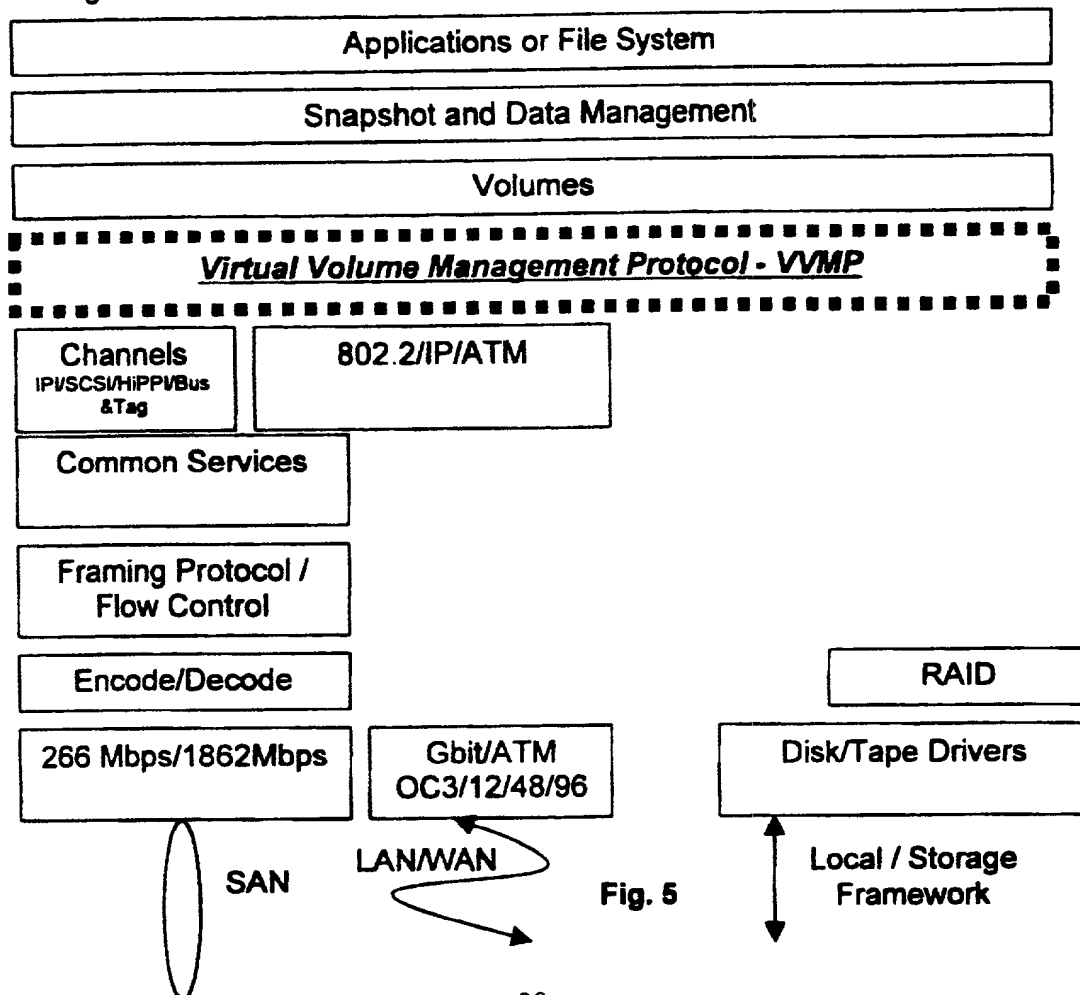 Applications or File System
Snapshot and Data Management
Volumes
Virtual Volume Management Protocol - VVMP
Channels
IPI/SCSI/HiPPI/Bus
&Tag
802.2/IP/ATM
Common Services
Framing Protocol /
Flow Control
Encode/Decode
RAID
266 Mbps/1862Mbps
Gbit/ATM
OC3/12/48/96
Disk/Tape Drivers
SAN
LAN/WAN
Fig. 5
Local / Storage
Framework